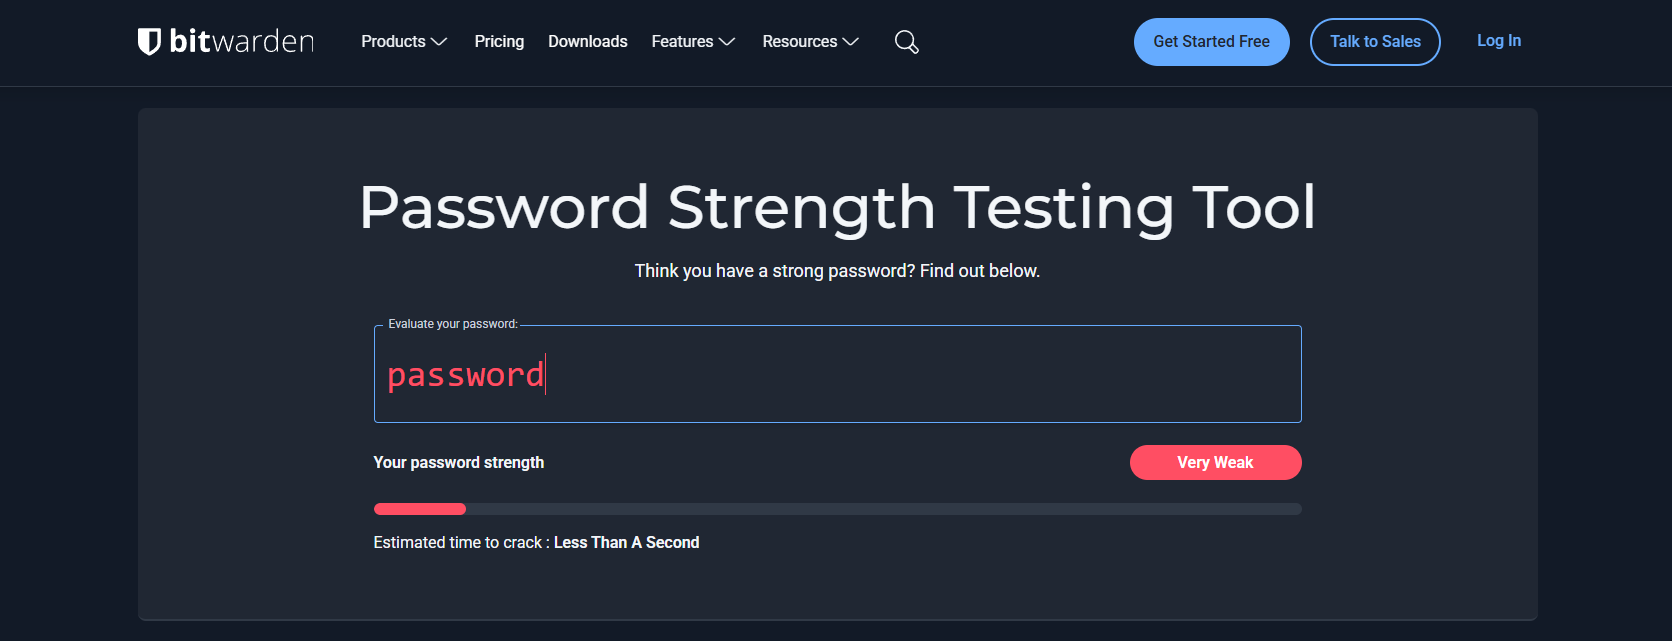 bitwarden Products Pricing Downloads Features Resources Get Started Free Talk to Sales Log In
Password Strength Testing Tool
Think you have a strong password? Find out below.
Evaluate your password:
password
Your password strength Very Weak
Estimated time to crack : Less Than A Second